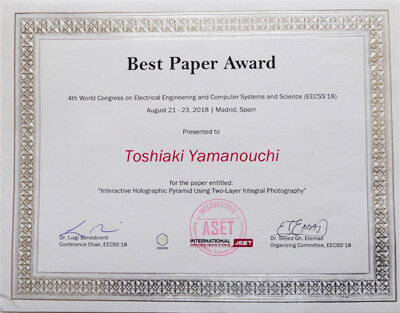 Best Paper Award
4th World Congress on Electrical Engineering and Computer Systems and Science (EECSS'18)
August 21 - 23, 2018 | Madrid, Spain
Presented to
Toshiaki Yamanouchi
for the paper entitled:
"Interactive Holographic Pyramid Using Two-Layer Integral Photography"
INTERNATIONAL
ASET
ETEMAD
Dr. Luigi Benedicenti
Conference Chair, EECSS'18
INTERNATIONAL ASET
Dr. Seyed Gh. Etemad
Organizing Committee, EECSS'18